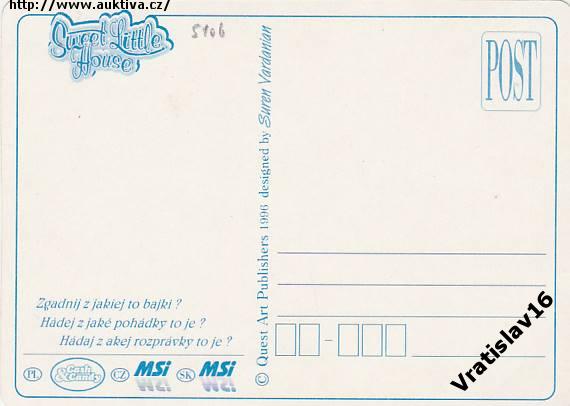 http://www.auktiva.cz/
Sweet Little
House
5106
POST
© Quest Art Publishers 1996 designed by Suren Vardanian
Zgadnij z jakiej to bajki ?
Hádej z jaké pohádky to je ?
Hádaj z akej rozprávky to je ?
PL Cash & Candy CZ MSi SK MSi
Vratislav16